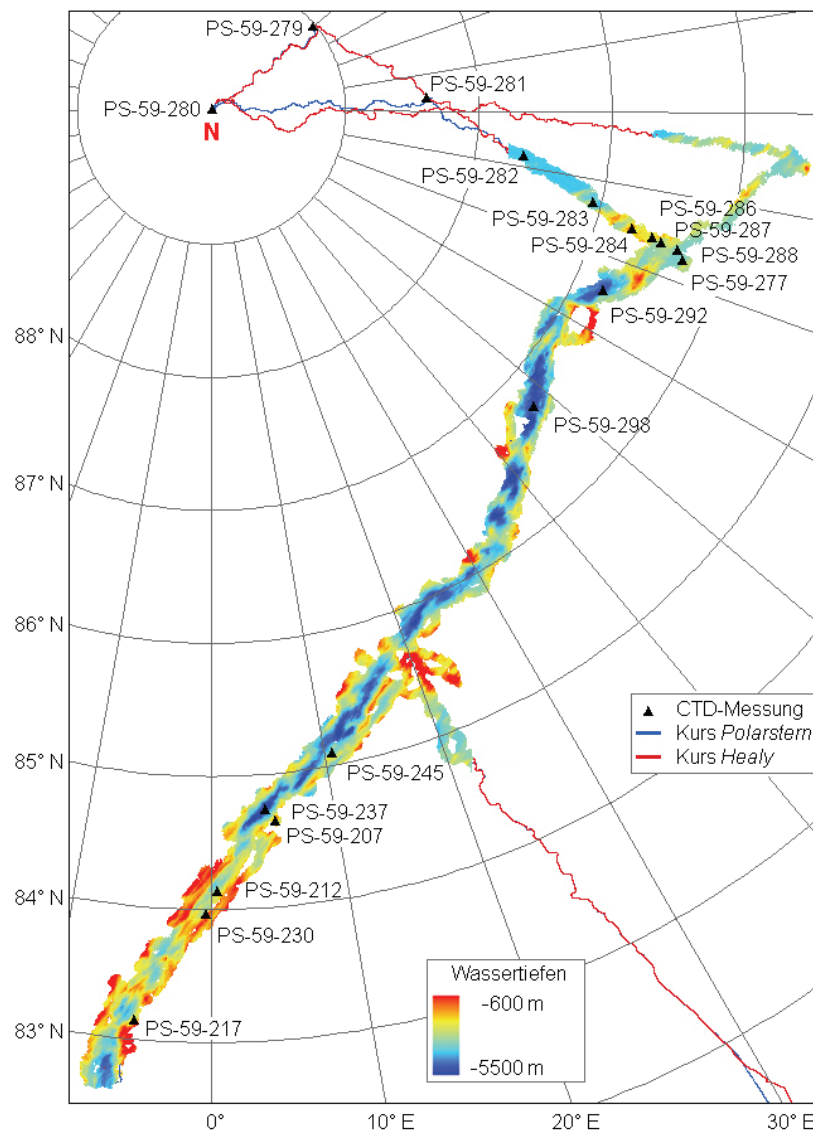 PS-59-279
PS-59-281
PS-59-280
N
PS-59-282
PS-59-283
PS-59-286
PS-59-287
PS-59-284
PS-59-288
PS-59-277
PS-59-292
88° N
PS-59-298
87° N
86° N
CTD-Messung
Kurs Polarstern
Kurs Healy
85° N
PS-59-245
PS-59-237
PS-59-207
84° N
PS-59-212
PS-59-230
Wassertiefen
-600 m
-5500 m
83° N
PS-59-217
0°
10° E
20° E
30° E